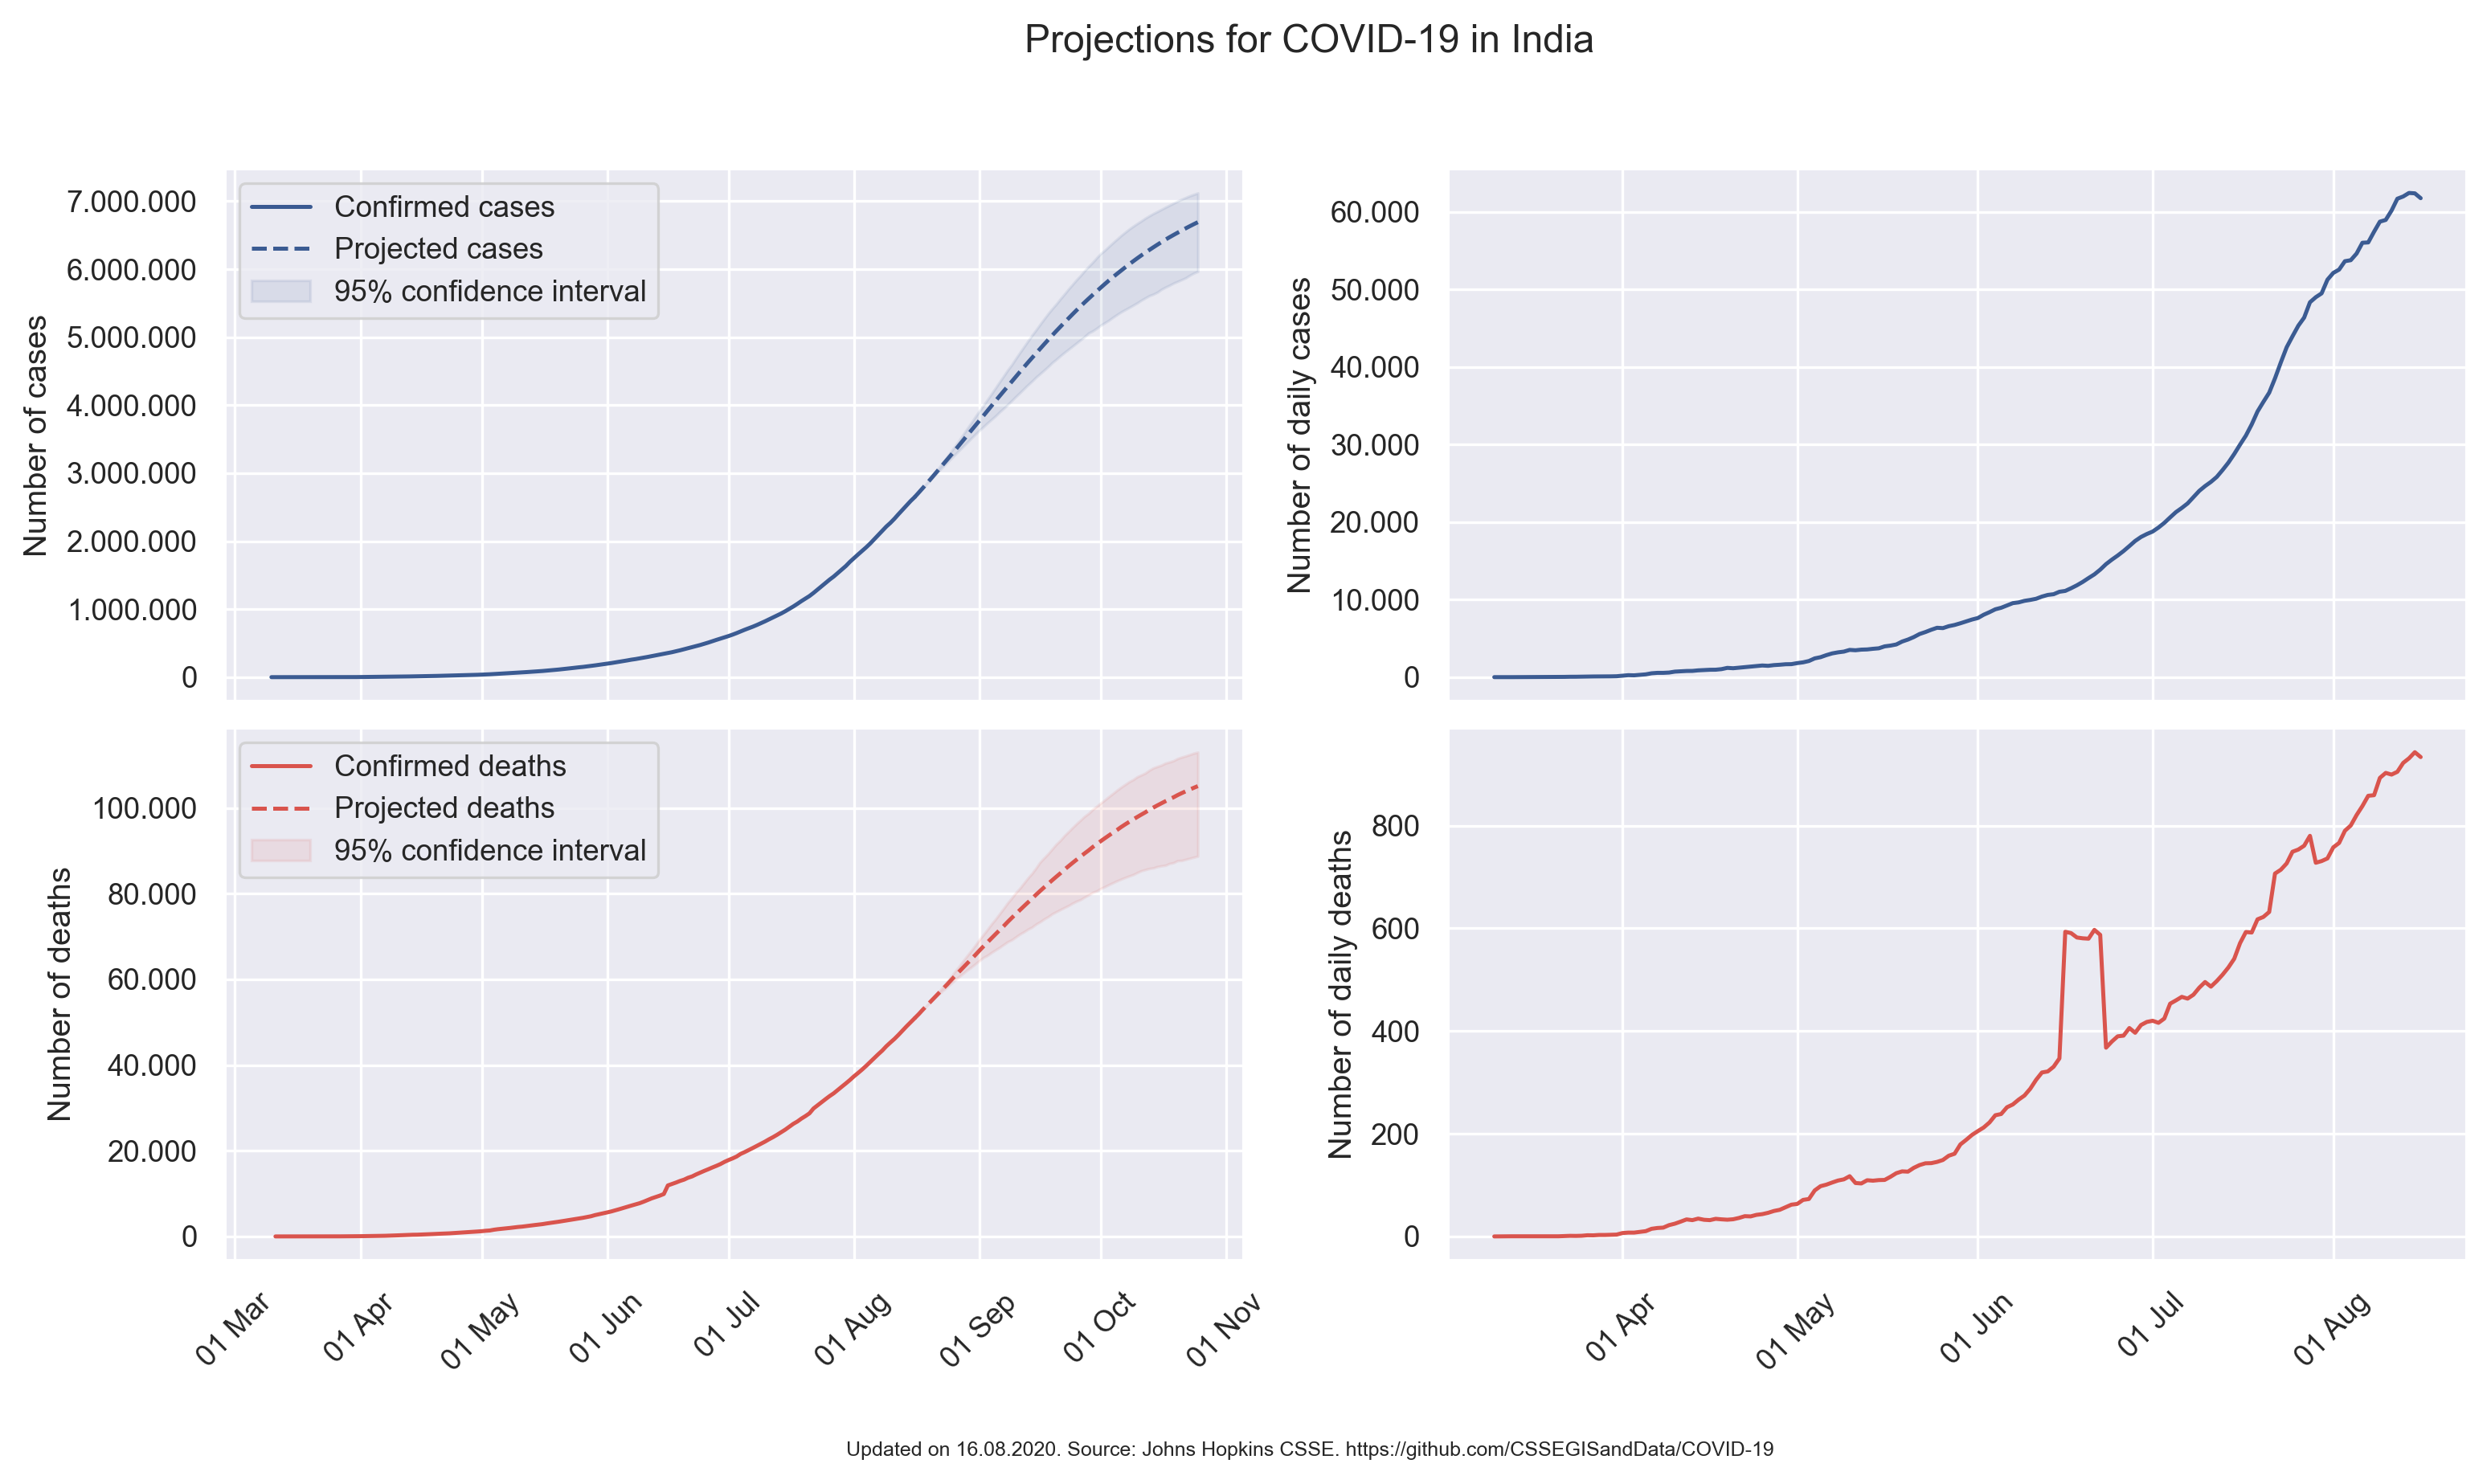 Projections for COVID-19 in India
Number of cases
7.000.000
6.000.000
5.000.000
4.000.000
3.000.000
2.000.000
1.000.000
0
Confirmed cases
Projected cases
95% confidence interval
Number of daily cases
60.000
50.000
40.000
30.000
20.000
10.000
0
Number of deaths
100.000
80.000
60.000
40.000
20.000
0
Confirmed deaths
Projected deaths
95% confidence interval
01 Mar
01 Apr
01 May
01 Jun
01 Jul
01 Aug
01 Sep
01 Oct
01 Nov
Number of daily deaths
800
600
400
200
0
01 Apr
01 May
01 Jun
01 Jul
01 Aug
Updated on 16.08.2020. Source: Johns Hopkins CSSE. https://github.com/CSSEGISandData/COVID-19